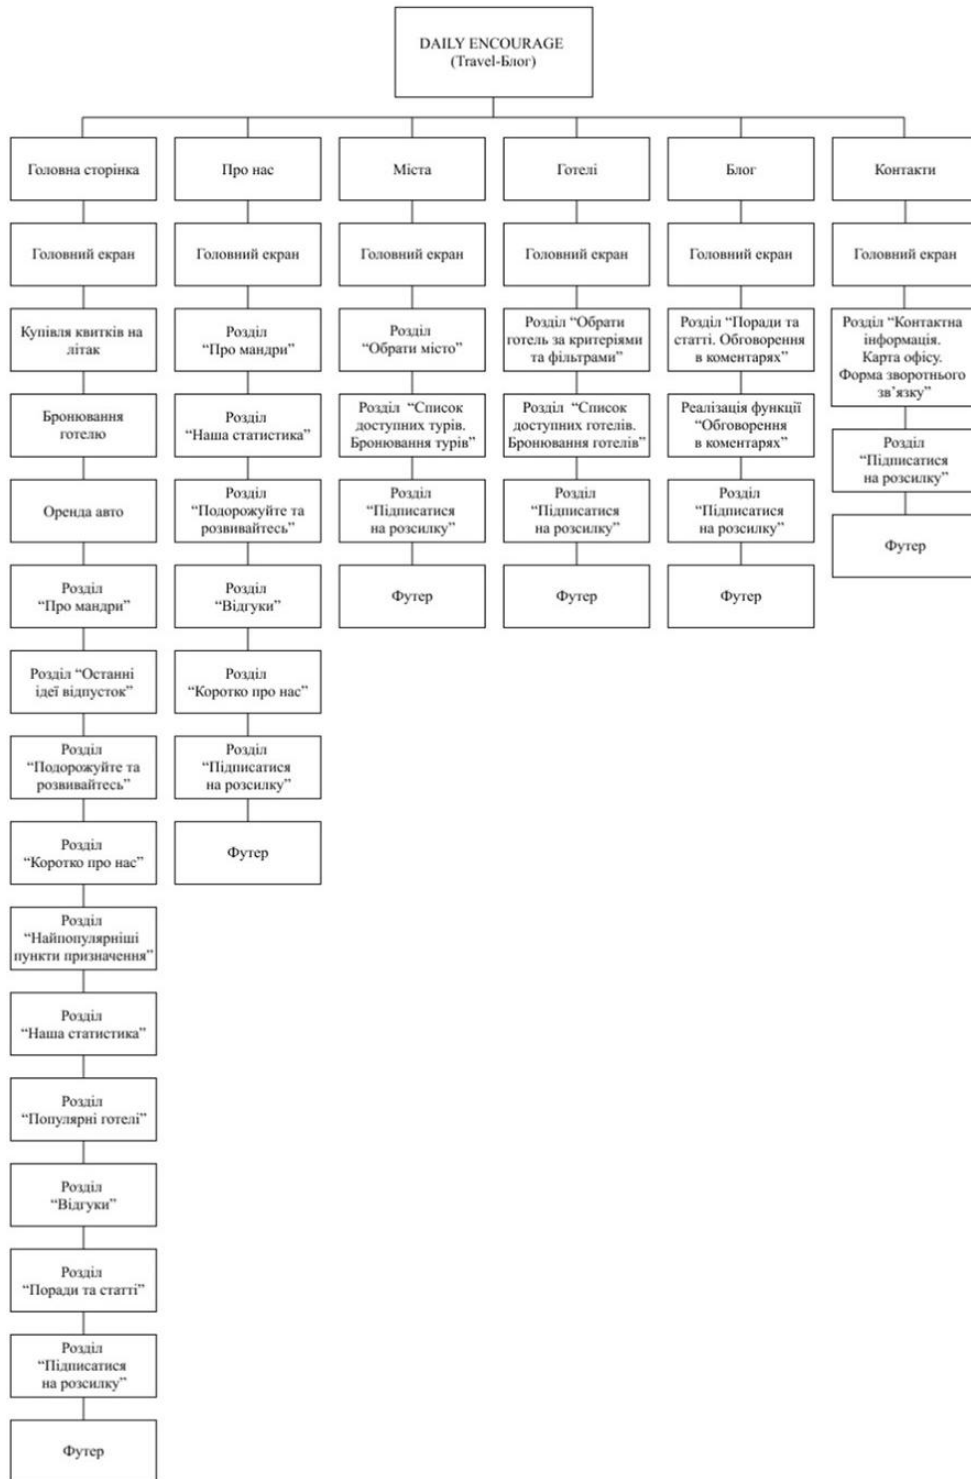 DAILY ENCOURAGE
(Travel-Блог)
Головна сторінка
Головний екран
Купівля квитків на
літак
Бронювання
готелю
Оренда авто
Розділ
“Про мандри”
Розділ “Останні
ідеї відпусток”
Розділ
“Подорожуйте та
розвивайтесь”
Розділ
“Коротко про нас”
Розділ
“Найпопулярніші
пункти призначення”
Розділ
“Наша статистика”
Розділ
“Популярні готелі”
Розділ
“Відгуки”
Розділ
“Поради та статті”
Розділ
“Підписатися
на розсилку”
Футер
Про нас
Головний екран
Розділ
“Про мандри”
Розділ
“Наша статистика”
Розділ
“Подорожуйте та
розвивайтесь”
Розділ
“Відгуки”
Розділ
“Коротко про нас”
Розділ
“Підписатися
на розсилку”
Футер
Міста
Головний екран
Розділ
“Обрати місто”
Розділ “Список
доступних турів.
Бронювання турів”
Розділ
“Підписатися
на розсилку”
Футер
Готелі
Головний екран
Розділ “Обрати
готель за критеріями
та фільтрами”
Розділ “Список
доступних готелів.
Бронювання готелів”
Розділ
“Підписатися
на розсилку”
Футер
Блог
Головний екран
Розділ “Поради та
статті. Обговорення
в коментарях”
Реалізація функції
“Обговорення
в коментарях”
Розділ
“Підписатися
на розсилку”
Футер
Контакти
Головний екран
Розділ “Контактна
інформація.
Карта офісу.
Форма зворотнього
зв’язку”
Розділ
“Підписатися
на розсилку”
Футер